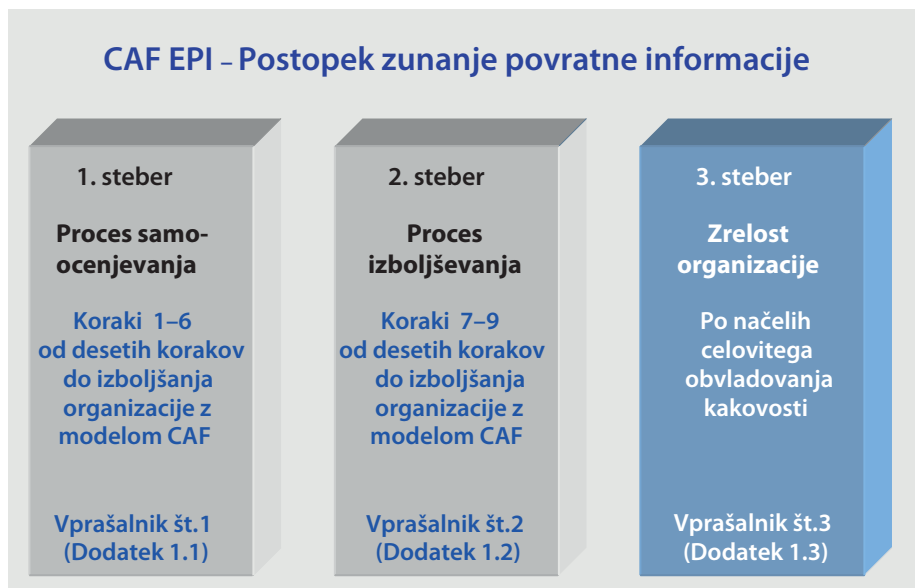 CAF EPI – Postopek zunanje povratne informacije
1. steber
Proces samo-
ocenjevanja
Koraki 1–6
od desetih korakov
do izboljšanja
organizacije z
modelom CAF
Vprašalnik št.1
(Dodatek 1.1)
2. steber
Proces
izboljševanja
Koraki 7–9
od desetih korakov
do izboljšanja
organizacije z
modelom CAF
Vprašalnik št.2
(Dodatek 1.2)
3. steber
Zrelost
organizacije
Po načelih
celovitega
obvladovanja
kakovosti
Vprašalnik št.3
(Dodatek 1.3)